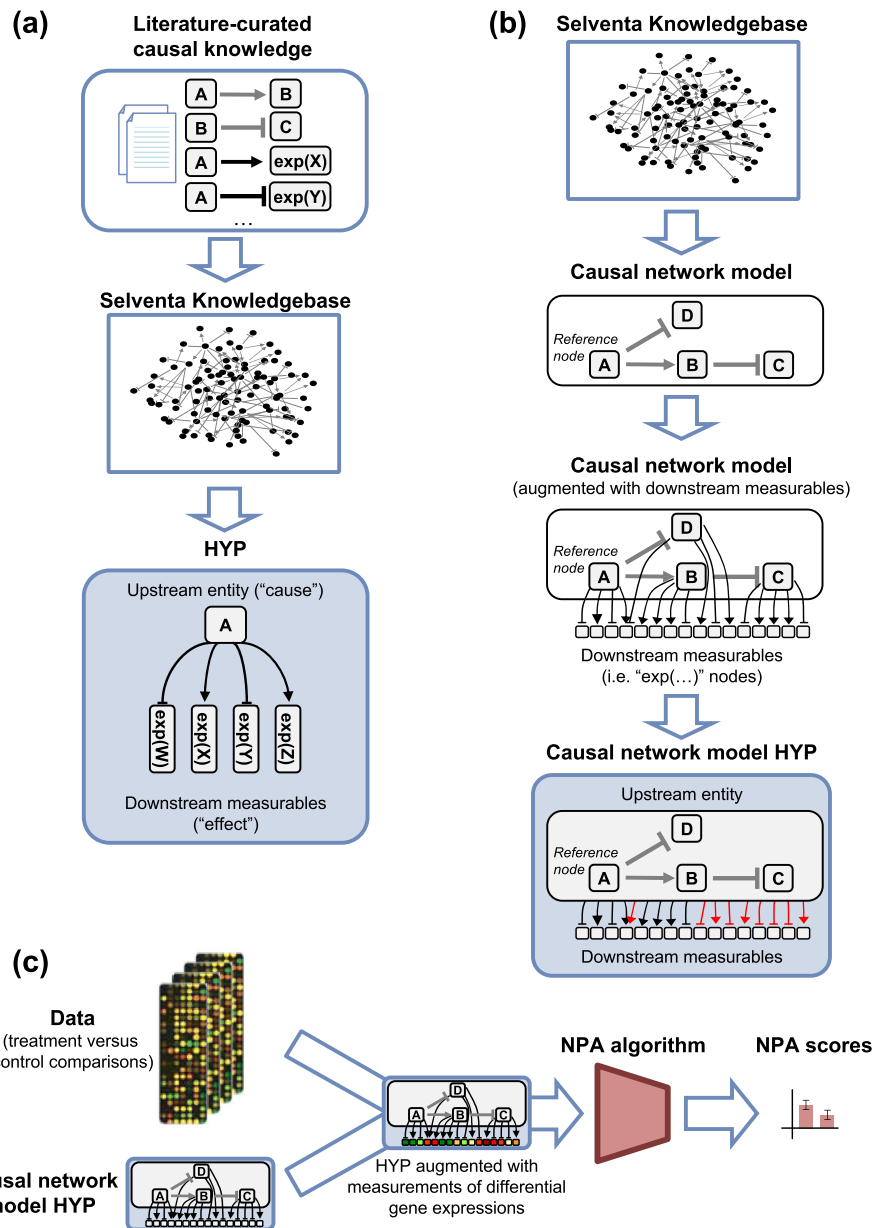 (a)
Literature-curated
causal knowledge
A B
B C
A exp(X)
A exp(Y)
...
Selventa Knowledgebase
HYP
Upstream entity (“cause”)
A
exp(W) exp(X) exp(Y) exp(Z)
Downstream measurables
(“effect”)
(b)
Selventa Knowledgebase
Causal network model
D
Reference
node
A B C
Causal network model
(augmented with downstream measurables)
D
Reference
node
A B C
Downstream measurables
(i.e. “exp(…)” nodes)
Causal network model HYP
Upstream entity
D
Reference
node
A B C
Downstream measurables
(c)
Data
(treatment versus
ontrol comparisons)
usal network
odel HYP
D
A B C
D
A B C
HYP augmented with
measurements of differential
gene expressions
NPA algorithm
NPA scores